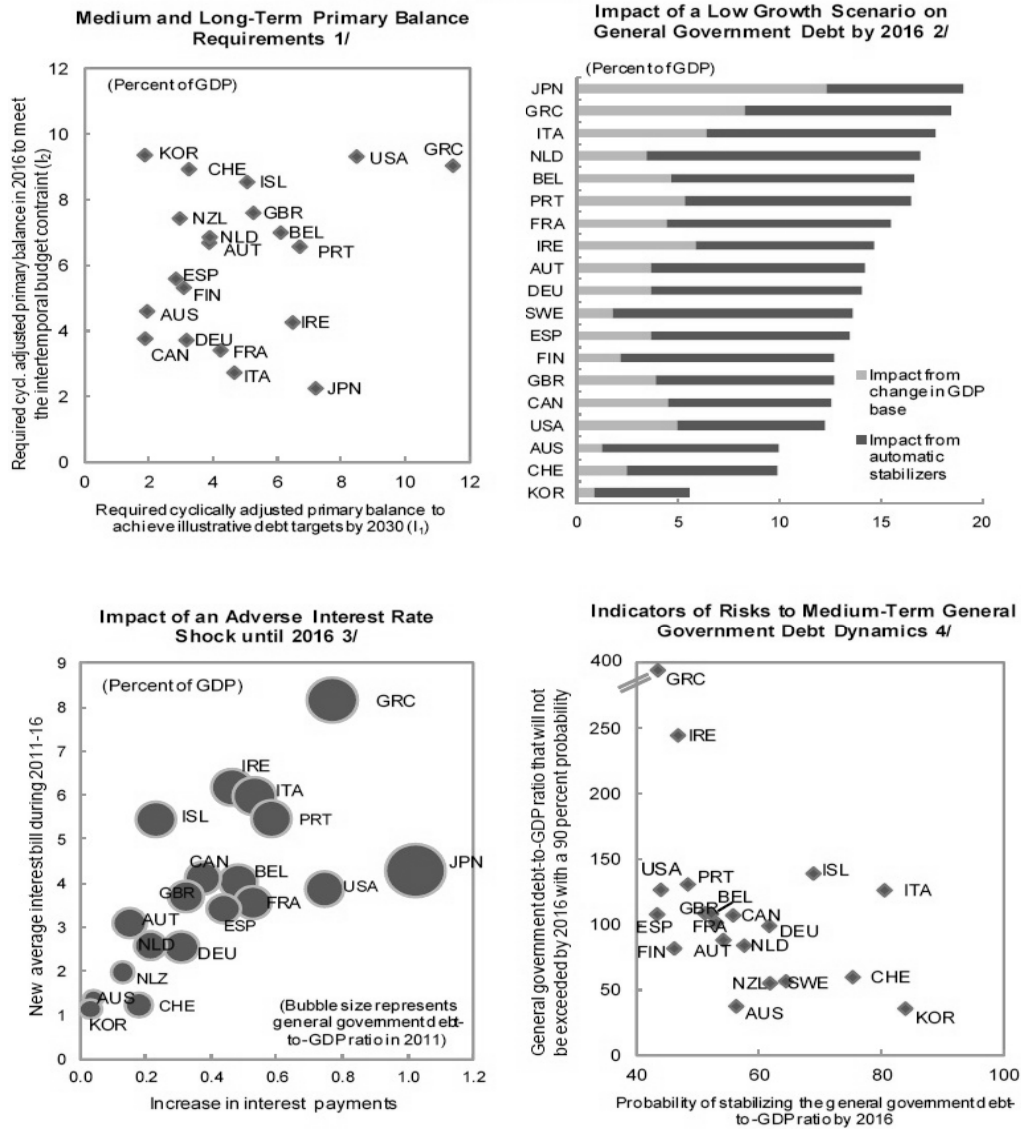 Medium and Long-Term Primary Balance
Requirements 1/
(Percent of GDP)
Required cycl. adjusted primary balance in 2016 to meet
the intertemporal budget contraint (I₂)
12
10
8
6
4
2
0
KOR
CHE
ISL
USA
GRC
NZL
GBR
NLD
BEL
AUT
PRT
ESP
FIN
AUS
IRE
CAN
DEU
FRA
ITA
JPN
0 2 4 6 8 10 12
Required cyclically adjusted primary balance to
achieve illustrative debt targets by 2030 (I₁)
Impact of a Low Growth Scenario on
General Government Debt by 2016 2/
(Percent of GDP)
JPN
GRC
ITA
NLD
BEL
PRT
FRA
IRE
AUT
DEU
SWE
ESP
FIN
GBR
CAN
USA
AUS
CHE
KOR
Impact from
change in GDP
base
Impact from
automatic
stabilizers
0 5 10 15 20
Impact of an Adverse Interest Rate
Shock until 2016 3/
(Percent of GDP)
New average interest bill during 2011-16
9
8
7
6
5
4
3
2
1
0
GRC
IRE
ITA
ISL
PRT
CAN
BEL
JPN
GBR
USA
FRA
ESP
AUT
NLD
DEU
NLZ
AUS
CHE
KOR
(Bubble size represents
general government debt-
to-GDP ratio in 2011)
0.0 0.2 0.4 0.6 0.8 1.0 1.2
Increase in interest payments
Indicators of Risks to Medium-Term General
Government Debt Dynamics 4/
General government debt-to-GDP ratio that will not
be exceeded by 2016 with a 90 percent probability
400
250
200
150
100
50
0
GRC
IRE
USA
PRT
ISL
ITA
BEL
GBR
CAN
ESP
FRA
DEU
FIN
AUT
NLD
NZL
SWE
CHE
AUS
KOR
40 60 80 100
Probability of stabilizing the general government debt-
to -GDP ratio by 2016